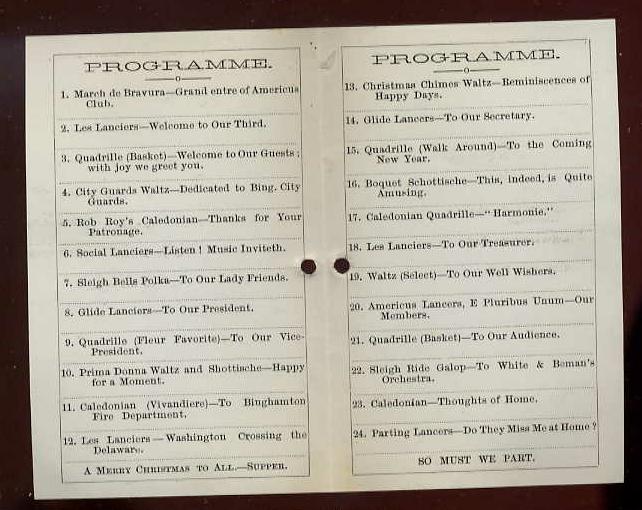 PROGRAMME.
1. March de Bravura—Grand entre of Americus
Club.
2. Les Lanciers—Welcome to Our Third.
3. Quadrille (Basket)—Welcome to Our Guests;
with joy we greet you.
4. City Guards Waltz—Dedicated to Bing. City
Guards.
5. Rob Roy's Caledonian—Thanks for Your
Patronage.
6. Social Lanciers—Listen! Music Inviteth.
7. Sleigh Bells Polka—To Our Lady Friends.
8. Glide Lanciers—To Our President.
9. Quadrille (Fleur Favorite)—To Our Vice-
President.
10. Prima Donna Waltz and Shottische—Happy
for a Moment.
11. Caledonian (Vivandiere)—To Binghamton
Fire Department.
12. Les Lanciers—Washington Crossing the
Delaware.
A MERRY CHRISTMAS TO ALL.—SUPPER.
PROGRAMME.
13. Christmas Chimes Waltz—Reminiscences of
Happy Days.
14. Glide Lancers—To Our Secretary.
15. Quadrille (Walk Around)—To the Coming
New Year.
16. Boquet Schottische—This, indeed, is Quite
Amusing.
17. Caledonian Quadrille—"Harmonie."
18. Les Lanciers—To Our Treasurer.
19. Waltz (Select)—To Our Well Wishers.
20. Americus Lancers, E Pluribus Unum—Our
Members.
21. Quadrille (Basket)—To Our Audience.
22. Sleigh Ride Galop—To White & Beman's
Orchestra.
23. Caledonian—Thoughts of Home.
24. Parting Lancers—Do They Miss Me at Home?
SO MUST WE PART.